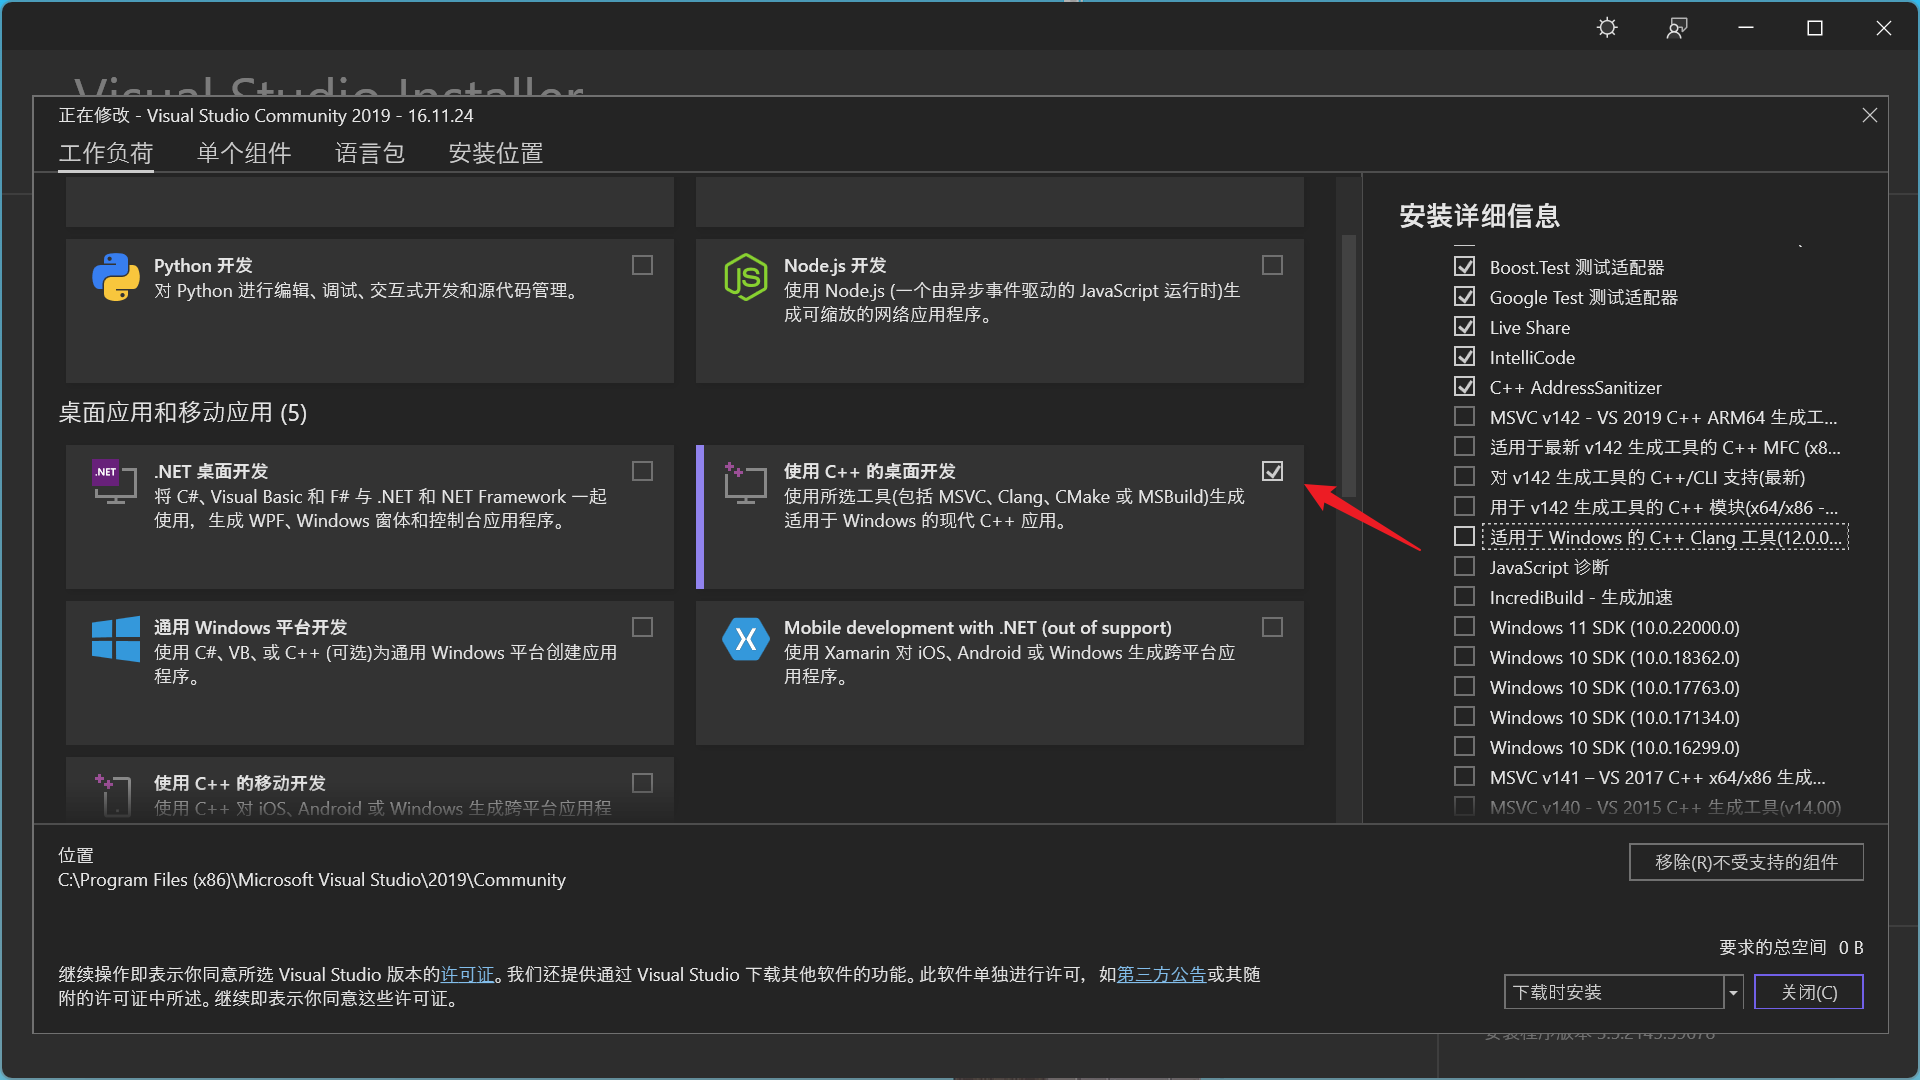 Visual Studio Installer
正在修改 - Visual Studio Community 2019 - 16.11.24
工作负荷
单个组件
语言包
安装位置
Python 开发
对 Python 进行编辑、调试、交互式开发和源代码管理。
Node.js 开发
使用 Node.js (一个由异步事件驱动的 JavaScript 运行时)生
成可缩放的网络应用程序。
桌面应用和移动应用 (5)
.NET
.NET 桌面开发
将 C#、Visual Basic 和 F# 与 .NET 和 NET Framework 一起
使用，生成 WPF、Windows 窗体和控制台应用程序。
使用 C++ 的桌面开发
使用所选工具(包括 MSVC、Clang、CMake 或 MSBuild)生成
适用于 Windows 的现代 C++ 应用。
通用 Windows 平台开发
使用 C#、VB、或 C++ (可选)为通用 Windows 平台创建应用
程序。
Mobile development with .NET (out of support)
使用 Xamarin 对 iOS、Android 或 Windows 生成跨平台应
用程序。
使用 C++ 的移动开发
使用 C++ 对 iOS、Android 或 Windows 生成跨平台应用程
安装详细信息
Boost.Test 测试适配器
Google Test 测试适配器
Live Share
IntelliCode
C++ AddressSanitizer
MSVC v142 - VS 2019 C++ ARM64 生成工...
适用于最新 v142 生成工具的 C++ MFC (x8...
对 v142 生成工具的 C++/CLI 支持(最新)
用于 v142 生成工具的 C++ 模块(x64/x86 -...
适用于 Windows 的 C++ Clang 工具(12.0.0...
JavaScript 诊断
IncrediBuild - 生成加速
Windows 11 SDK (10.0.22000.0)
Windows 10 SDK (10.0.18362.0)
Windows 10 SDK (10.0.17763.0)
Windows 10 SDK (10.0.17134.0)
Windows 10 SDK (10.0.16299.0)
MSVC v141 – VS 2017 C++ x64/x86 生成...
MSVC v140 - VS 2015 C++ 生成工具(v14.00)
位置
C:\Program Files (x86)\Microsoft Visual Studio\2019\Community
移除(R)不受支持的组件
要求的总空间 0 B
继续操作即表示你同意所选 Visual Studio 版本的许可证。我们还提供通过 Visual Studio 下载其他软件的功能。此软件单独进行许可，如第三方公告或其随
附的许可证中所述。继续即表示你同意这些许可证。
下载时安装
关闭(C)